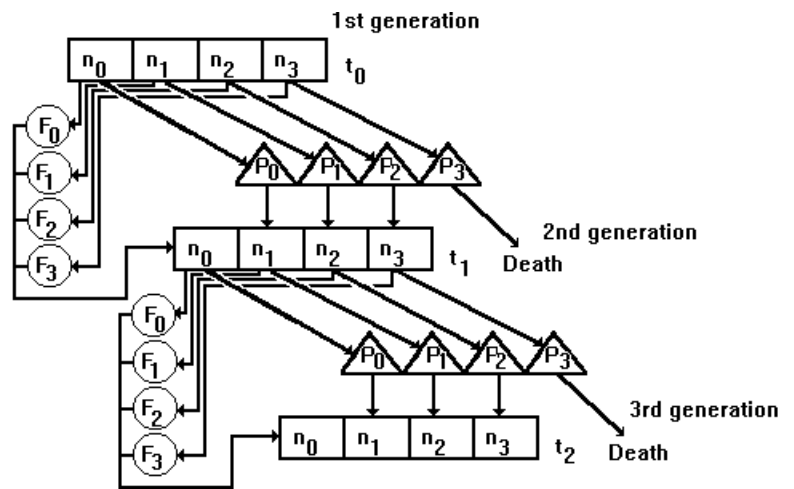 1st generation
n0 n1 n2 n3 t0
F0
P0 P1 P2 P3
F1
F2
2nd generation
n0 n1 n2 n3 t1
F3
Death
F0
P0 P1 P2 P3
F1
F2
3rd generation
n0 n1 n2 n3 t2
F3
Death